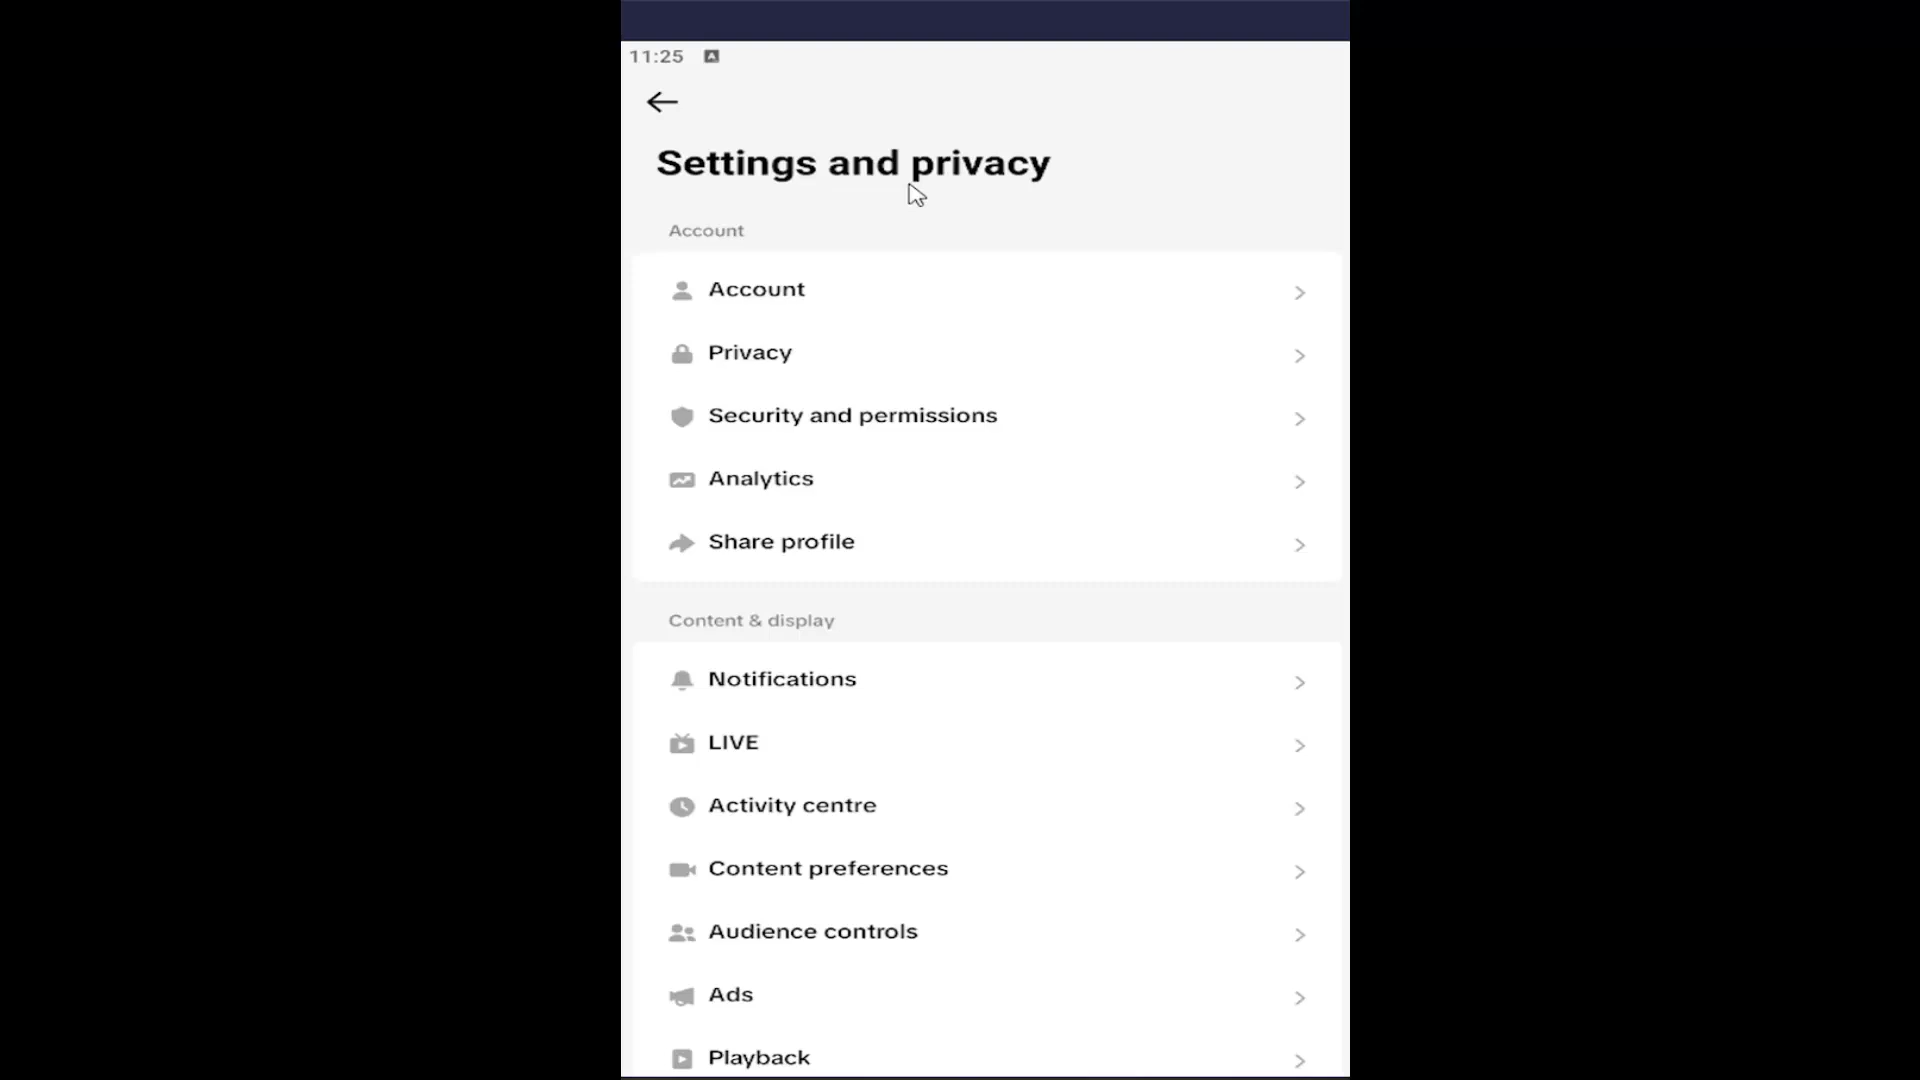 11:25 A
Settings and privacy
Account
Account
Privacy
Security and permissions
Analytics
Share profile
Content & display
Notifications
LIVE
Activity centre
Content preferences
Audience controls
Ads
Playback